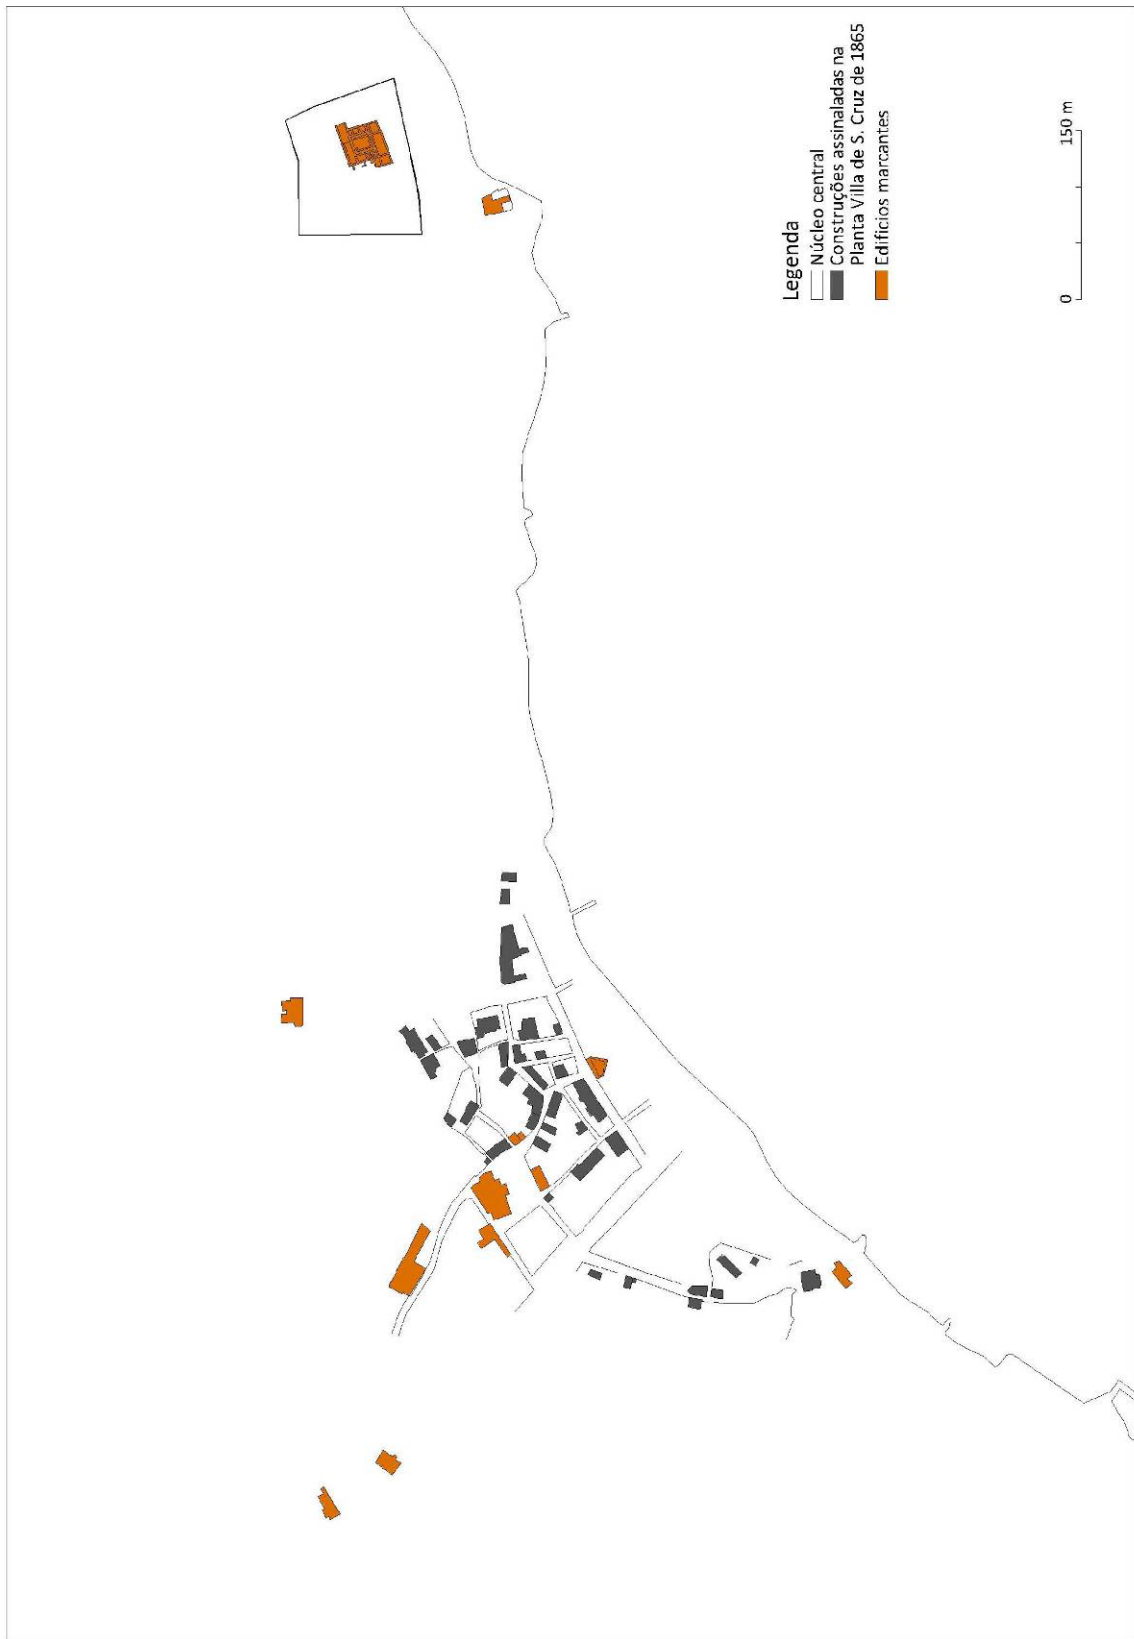 Legenda
Núcleo central
Construções assinaladas na
Planta Villa de S. Cruz de 1865
Edifícios marcantes
0 150 m